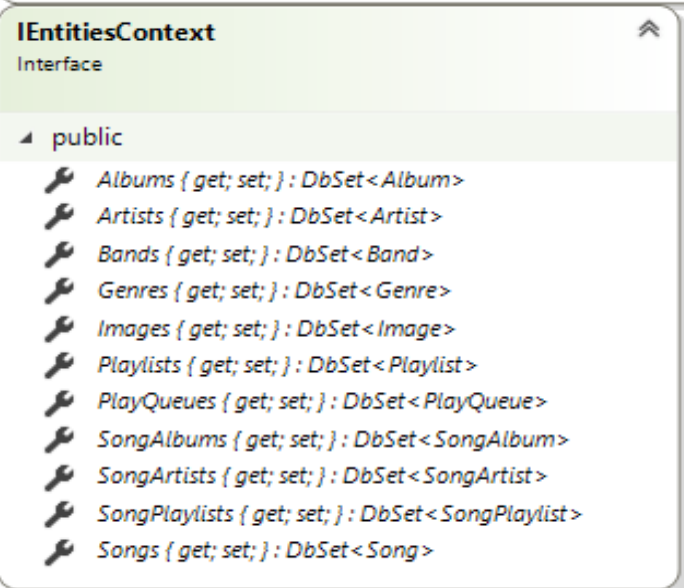 IEntitiesContext
Interface
public
Albums { get; set; } : DbSet<Album>
Artists { get; set; } : DbSet<Artist>
Bands { get; set; } : DbSet<Band>
Genres { get; set; } : DbSet<Genre>
Images { get; set; } : DbSet<Image>
Playlists { get; set; } : DbSet<Playlist>
PlayQueues { get; set; } : DbSet<PlayQueue>
SongAlbums { get; set; } : DbSet<SongAlbum>
SongArtists { get; set; } : DbSet<SongArtist>
SongPlaylists { get; set; } : DbSet<SongPlaylist>
Songs { get; set; } : DbSet<Song>